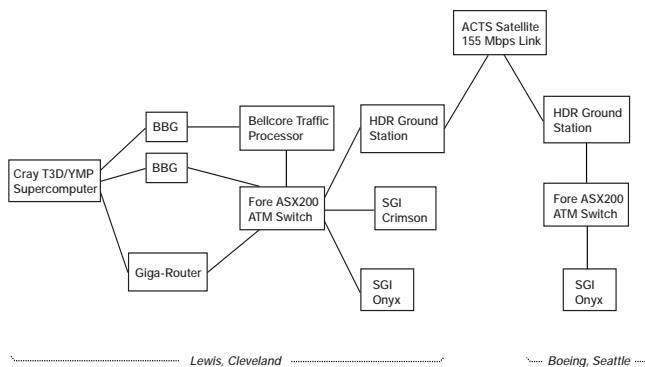 ACTS Satellite
155 Mbps Link
BBG
Bellcore Traffic
Processor
HDR Ground
Station
HDR Ground
Station
BBG
Cray T3D/YMP
Supercomputer
Fore ASX200
ATM Switch
SGI
Crimson
Fore ASX200
ATM Switch
Giga-Router
SGI
Onyx
SGI
Onyx
Lewis, Cleveland
Boeing, Seattle